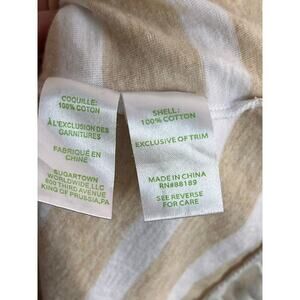 COQUILLE:
100% COTON
À L'EXCLUSION DES
GARNITURES
FABRIQUÉ EN
CHINE
SUGARTOWN
WORLDWIDE, LLC
800 THIRD AVENUE
KING OF PRUSSIA, PA
SHELL:
100% COTTON
EXCLUSIVE OF TRIM
MADE IN CHINA
RN#88189
SEE REVERSE
FOR CARE